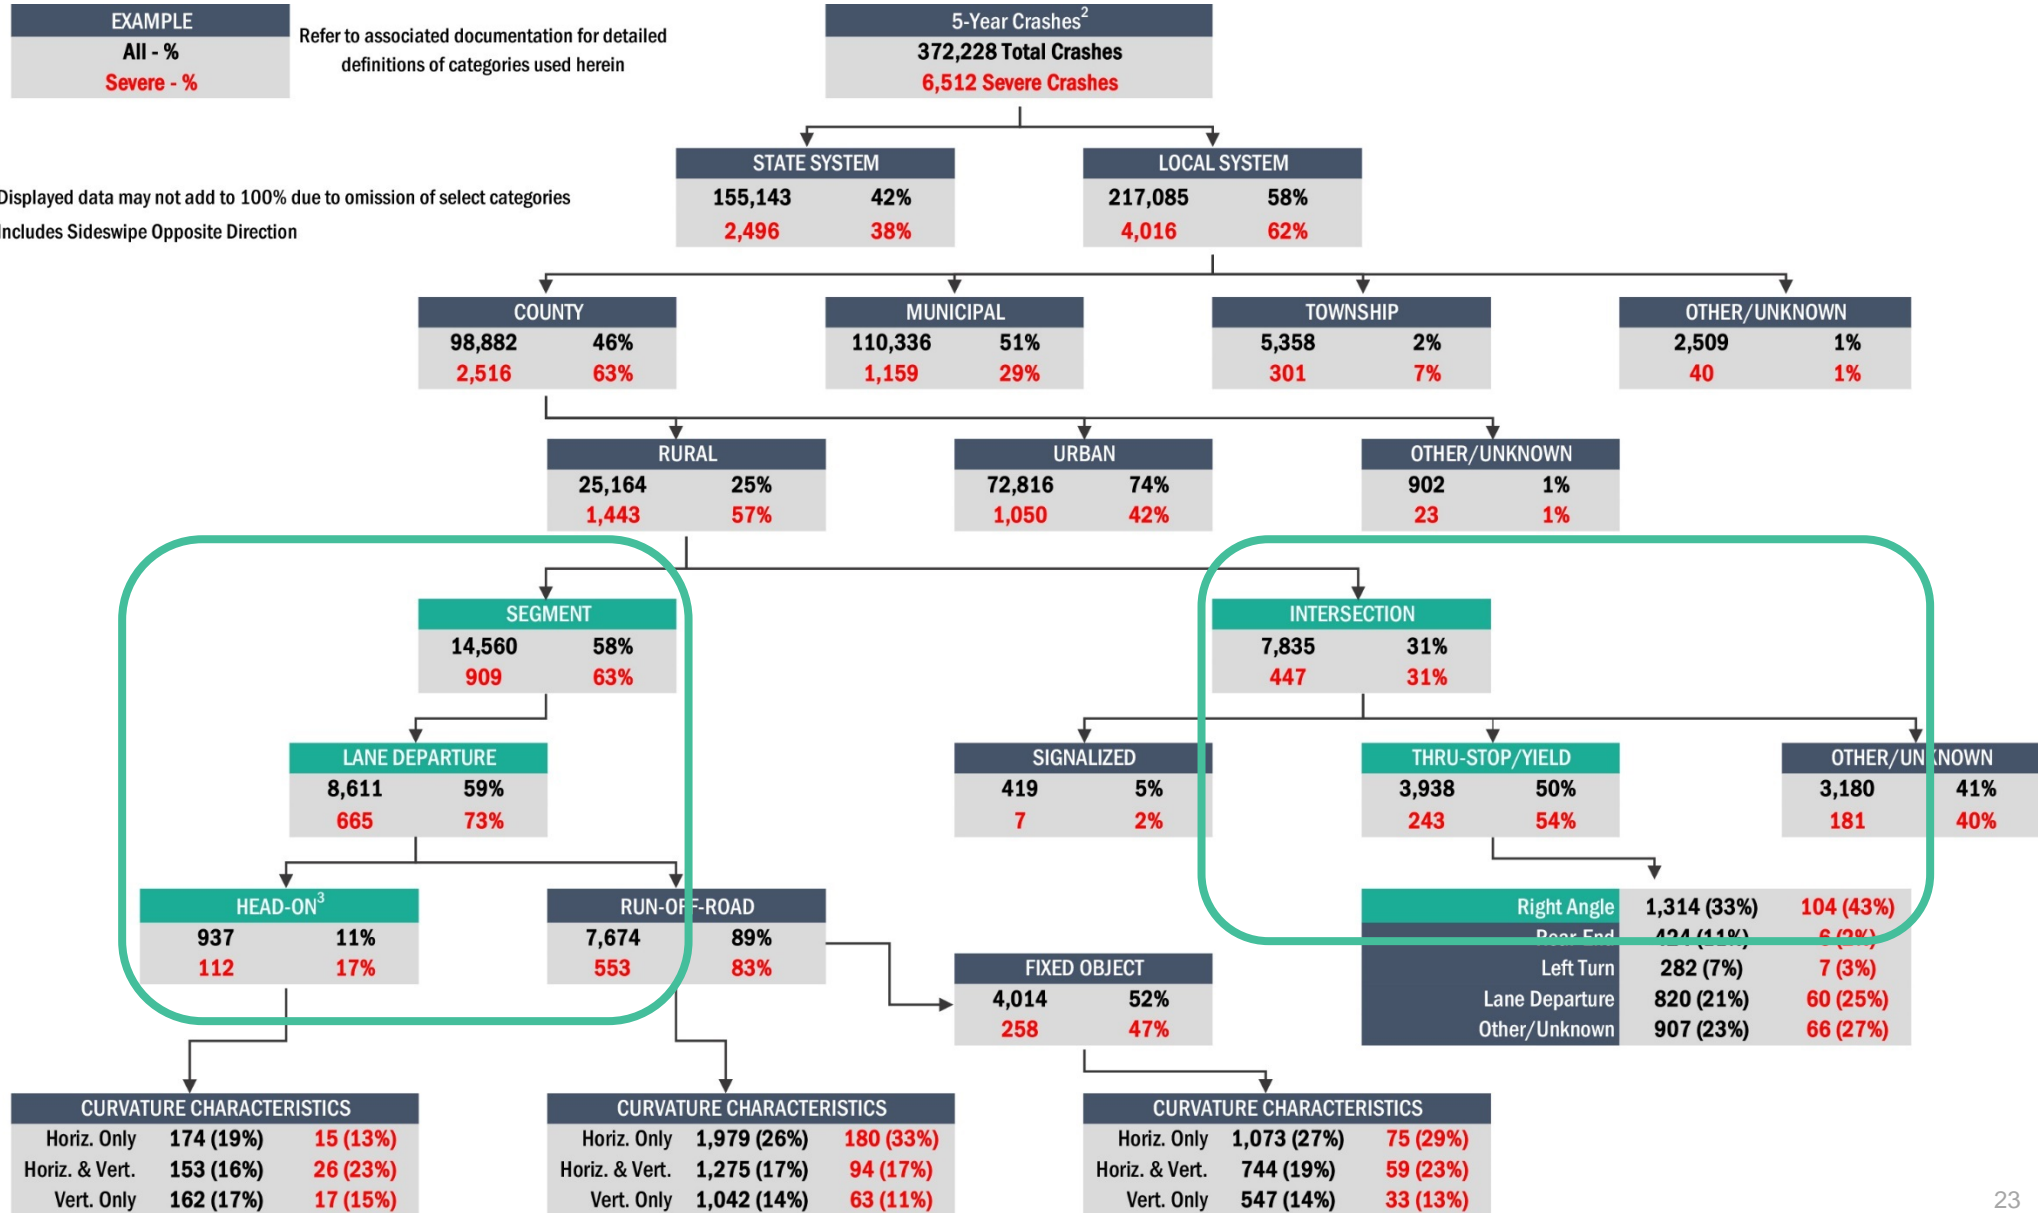 EXAMPLE
All - %
Severe - %
Refer to associated documentation for detailed
definitions of categories used herein
5-Year Crashes2
372,228 Total Crashes
6,512 Severe Crashes
Displayed data may not add to 100% due to omission of select categories
Includes Sideswipe Opposite Direction
STATE SYSTEM
155,143 42%
2,496 38%
LOCAL SYSTEM
217,085 58%
4,016 62%
COUNTY
98,882 46%
2,516 63%
MUNICIPAL
110,336 51%
1,159 29%
TOWNSHIP
5,358 2%
301 7%
OTHER/UNKNOWN
2,509 1%
40 1%
RURAL
25,164 25%
1,443 57%
URBAN
72,816 74%
1,050 42%
OTHER/UNKNOWN
902 1%
23 1%
SEGMENT
14,560 58%
909 63%
INTERSECTION
7,835 31%
447 31%
LANE DEPARTURE
8,611 59%
665 73%
SIGNALIZED
419 5%
7 2%
THRU-STOP/YIELD
3,938 50%
243 54%
OTHER/UNKNOWN
3,180 41%
181 40%
HEAD-ON3
937 11%
112 17%
RUN-OFF-ROAD
7,674 89%
553 83%
FIXED OBJECT
4,014 52%
258 47%
Right Angle 1,314 (33%) 104 (43%)
Rear-End 424 (11%) 6 (2%)
Left Turn 282 (7%) 7 (3%)
Lane Departure 820 (21%) 60 (25%)
Other/Unknown 907 (23%) 66 (27%)
CURVATURE CHARACTERISTICS
Horiz. Only 174 (19%) 15 (13%)
Horiz. & Vert. 153 (16%) 26 (23%)
Vert. Only 162 (17%) 17 (15%)
CURVATURE CHARACTERISTICS
Horiz. Only 1,979 (26%) 180 (33%)
Horiz. & Vert. 1,275 (17%) 94 (17%)
Vert. Only 1,042 (14%) 63 (11%)
CURVATURE CHARACTERISTICS
Horiz. Only 1,073 (27%) 75 (29%)
Horiz. & Vert. 744 (19%) 59 (23%)
Vert. Only 547 (14%) 33 (13%)
23